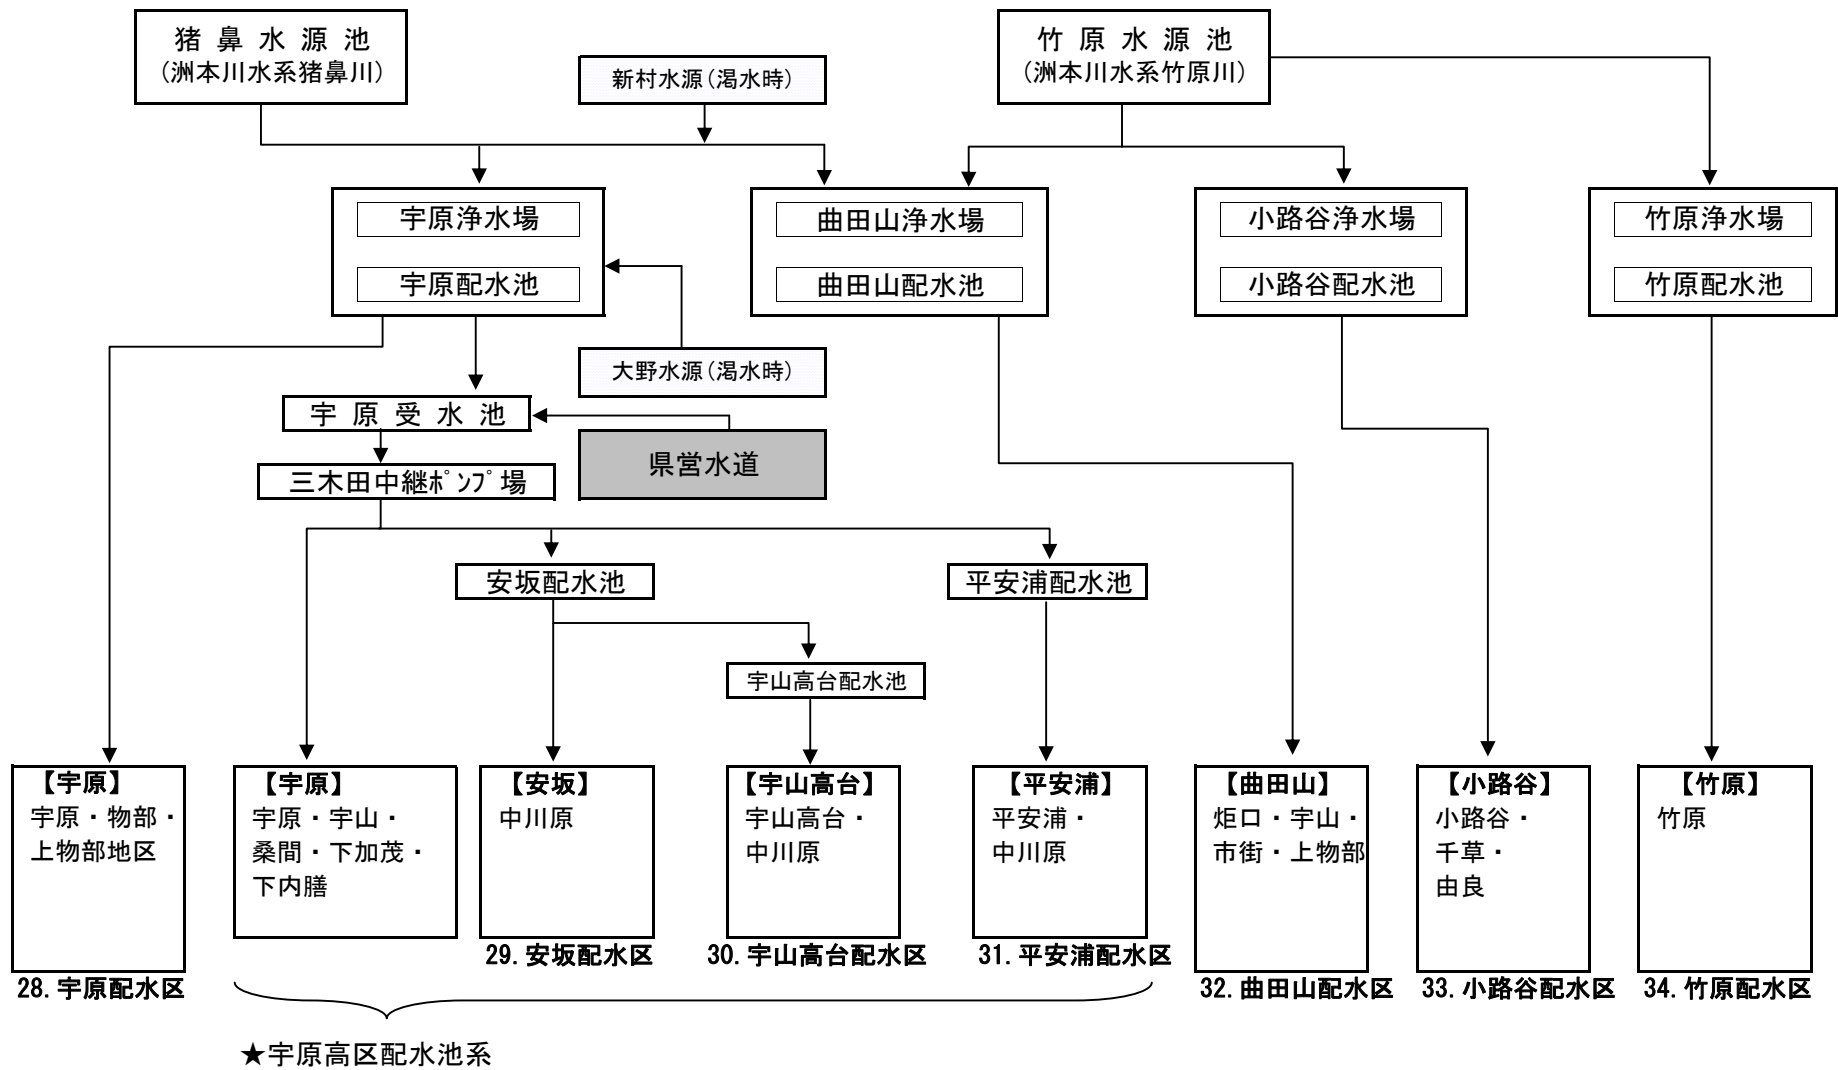 猪 鼻 水 源 池
(洲本川水系猪鼻川)
新村水源(渇水時)
竹 原 水 源 池
(洲本川水系竹原川)
宇原浄水場
宇原配水池
曲田山浄水場
曲田山配水池
小路谷浄水場
小路谷配水池
竹原浄水場
竹原配水池
大野水源(渇水時)
宇 原 受 水 池
県営水道
三木田中継ﾎﾟﾝﾌﾟ場
安坂配水池
平安浦配水池
宇山高台配水池
【宇原】
宇原・物部・
上物部地区
28.宇原配水区
【宇原】
宇原・宇山・
桑間・下加茂・
下内膳
【安坂】
中川原
29.安坂配水区
【宇山高台】
宇山高台・
中川原
30.宇山高台配水区
【平安浦】
平安浦・
中川原
31.平安浦配水区
【曲田山】
炬口・宇山・
市街・上物部
32.曲田山配水区
【小路谷】
小路谷・
千草・
由良
33.小路谷配水区
【竹原】
竹原
34.竹原配水区
★宇原高区配水池系